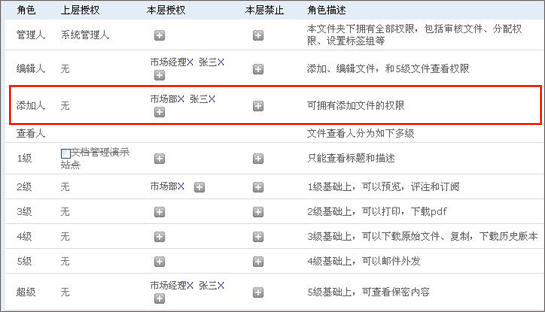 角色 上层授权 本层授权 本层禁止 角色描述
管理人 系统管理人 本文件夹下拥有全部权限，包括审核文件、分配权
限、设置标签组等
编辑人 无 市场经理X 张三X 添加、编辑文件，和5级文件查看权限
添加人 无 市场部X 张三X 可拥有添加文件的权限
查看人 文件查看人分为如下多级
1级 文档管理演示
站点 只能查看标题和描述
2级 无 市场部X 1级基础上，可以预览，评注和订阅
3级 无 2级基础上，可以打印，下载pdf
4级 无 3级基础上，可以下载原始文件、复制，下载历史版本
5级 无 4级基础上，可以邮件外发
超级 无 市场经理X 张三X 5级基础上，可查看保密内容